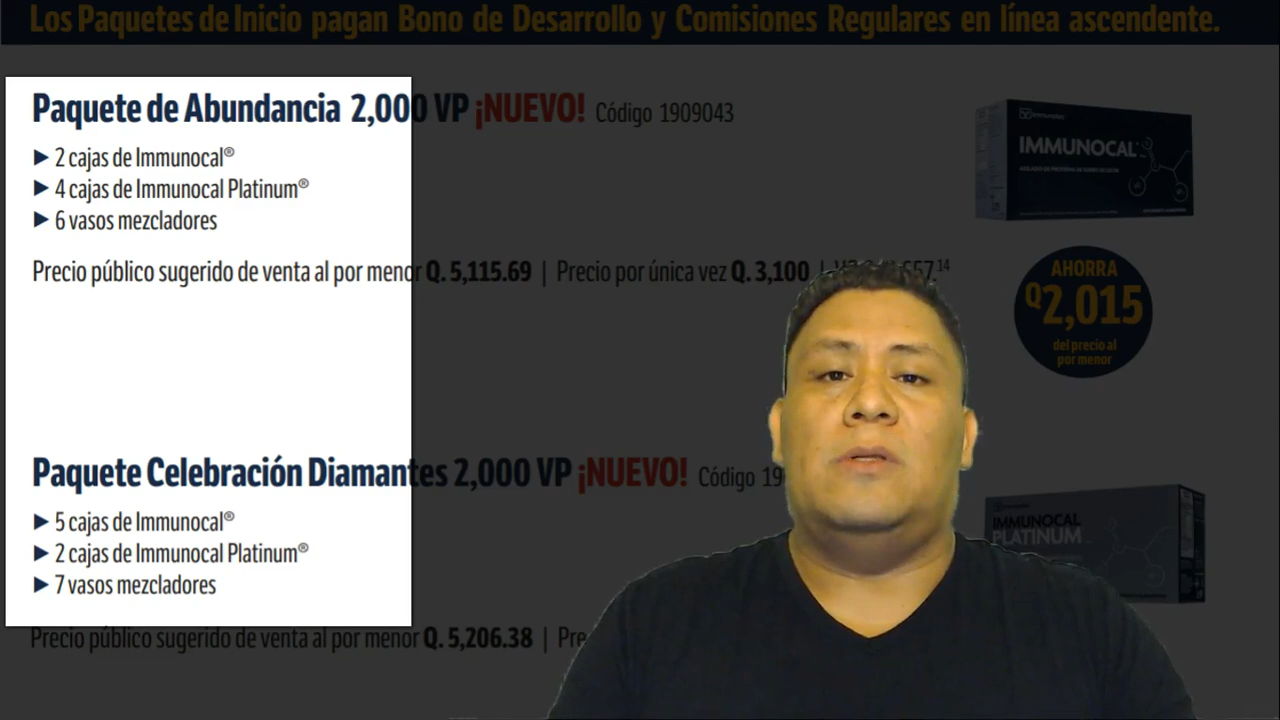 Los Paquetes de Inicio pagan Bono de Desarrollo y Comisiones Regulares en línea ascendente.
Paquete de Abundancia 2,000 VP ¡NUEVO! Código 1909043
▶ 2 cajas de Immunocal®
▶ 4 cajas de Immunocal Platinum®
▶ 6 vasos mezcladores
Precio público sugerido de venta al por menor Q. 5,115.69 | Precio por única vez Q. 3,100 |
immunotec
IMMUNOCAL
AHORRA
Q2,015
del precio al
por menor
Paquete Celebración Diamantes 2,000 VP ¡NUEVO! Código 19
▶ 5 cajas de Immunocal®
▶ 2 cajas de Immunocal Platinum®
▶ 7 vasos mezcladores
Precio público sugerido de venta al por menor Q. 5,206.38 | Pre
IMMUNOCAL
PLATINUM